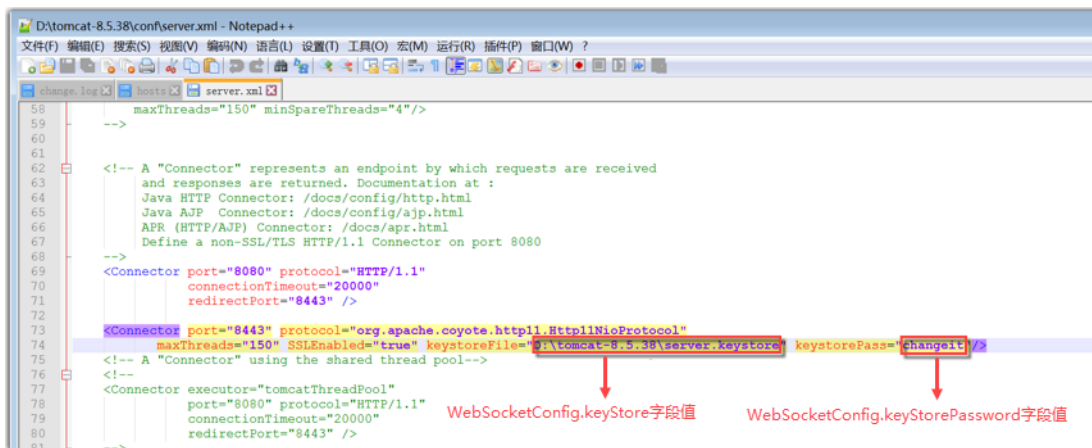 D:\tomcat-8.5.38\conf\server.xml - Notepad++
文件(F) 编辑(E) 搜索(S) 视图(V) 编码(N) 语言(L) 设置(T) 工具(O) 宏(M) 运行(R) 插件(P) 窗口(W) ?
change.log hosts server.xml
58 maxThreads="150" minSpareThreads="4"/>
59 -->
60
61
62 <!-- A "Connector" represents an endpoint by which requests are received
63 and responses are returned. Documentation at :
64 Java HTTP Connector: /docs/config/http.html
65 Java AJP  Connector: /docs/config/ajp.html
66 APR (HTTP/AJP) Connector: /docs/apr.html
67 Define a non-SSL/TLS HTTP/1.1 Connector on port 8080
68 -->
69 <Connector port="8080" protocol="HTTP/1.1"
70 connectionTimeout="20000"
71 redirectPort="8443" />
72
73 <Connector port="8443" protocol="org.apache.coyote.http11.Http11NioProtocol"
74 maxThreads="150" SSLEnabled="true" keystoreFile="D:\tomcat-8.5.38\server.keystore" keystorePass="changeit"/>
75 <!-- A "Connector" using the shared thread pool-->
76 <!--
77 <Connector executor="tomcatThreadPool"
78 port="8080" protocol="HTTP/1.1"
79 connectionTimeout="20000"
80 redirectPort="8443" />
81 -->
WebSocketConfig.keyStore字段值
WebSocketConfig.keyStorePassword字段值